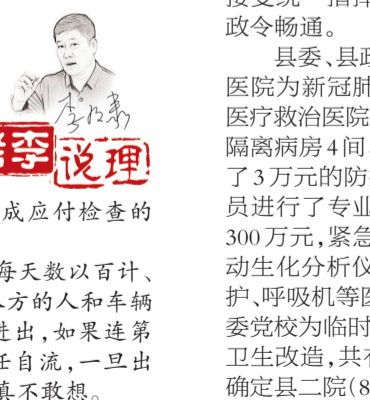 李说理
成应付检查的
每天数以百计、
方的人和车辆
进出，如果连第
任自流，一旦出
真不敢想。
政令畅通。
县委、县政
医院为新冠肺
医疗救治医院
隔离病房4间
了3万元的防
员进行了专业
300万元，紧急
动生化分析仪
护、呼吸机等医
委党校为临时
卫生改造，共有
确定县二院（8